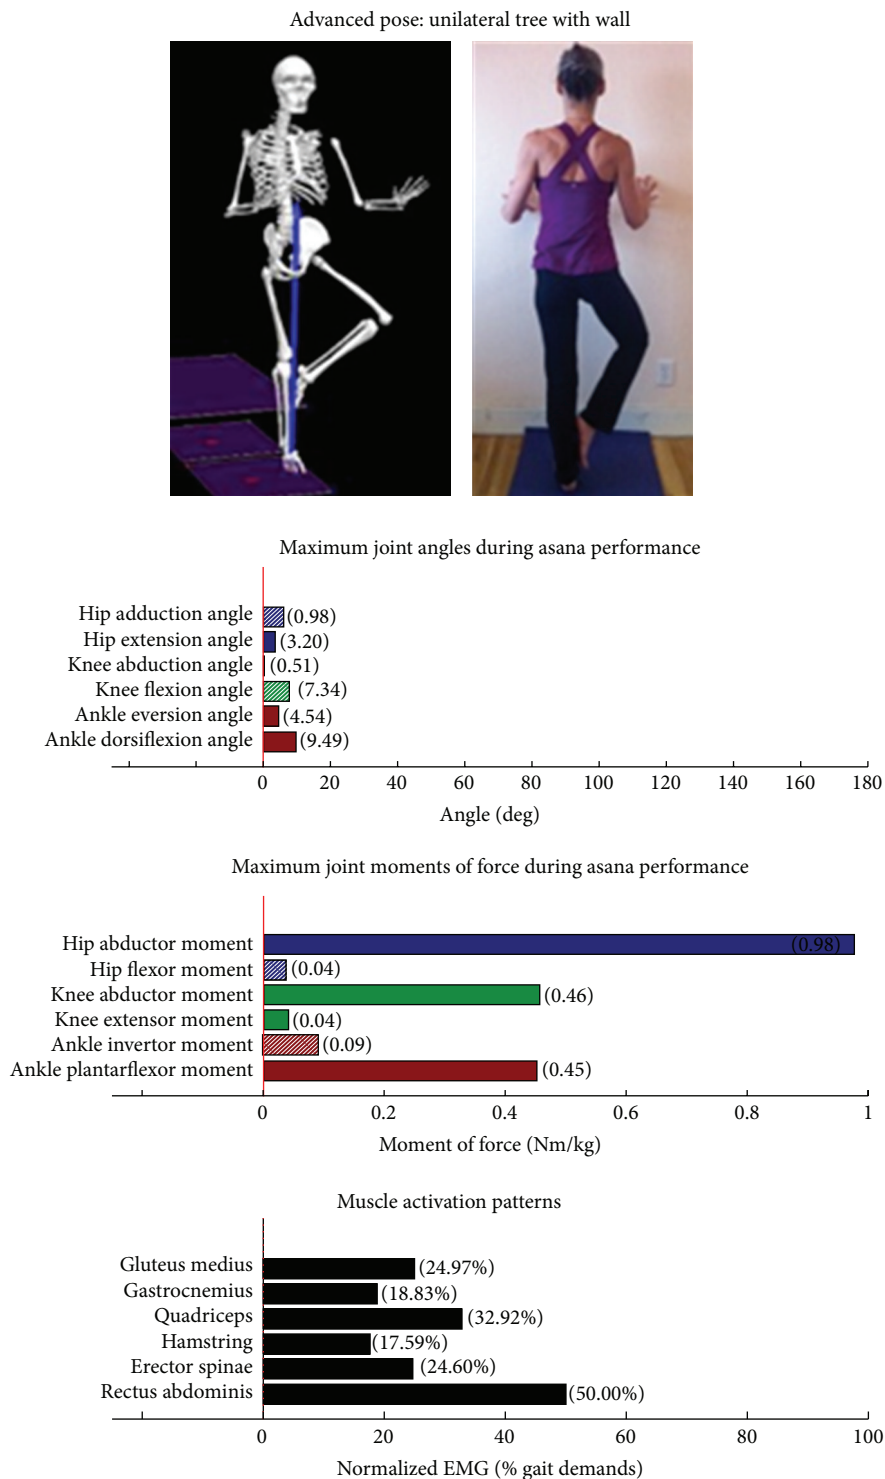 Advanced pose: unilateral tree with wall
Maximum joint angles during asana performance
Hip adduction angle (0.98)
Hip extension angle (3.20)
Knee abduction angle (0.51)
Knee flexion angle (7.34)
Ankle eversion angle (4.54)
Ankle dorsiflexion angle (9.49)
0 20 40 60 80 100 120 140 160 180
Angle (deg)
Maximum joint moments of force during asana performance
Hip abductor moment (0.98)
Hip flexor moment (0.04)
Knee abductor moment (0.46)
Knee extensor moment (0.04)
Ankle invertor moment (0.09)
Ankle plantarflexor moment (0.45)
0 0.2 0.4 0.6 0.8 1
Moment of force (Nm/kg)
Muscle activation patterns
Gluteus medius (24.97%)
Gastrocnemius (18.83%)
Quadriceps (32.92%)
Hamstring (17.59%)
Erector spinae (24.60%)
Rectus abdominis (50.00%)
0 20 40 60 80 100
Normalized EMG (% gait demands)